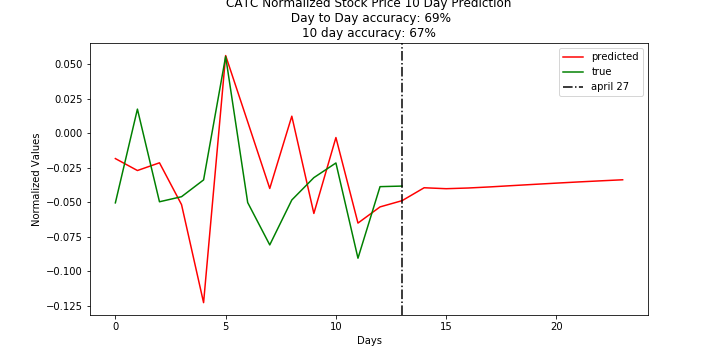 CATC Normalized Stock Price 10 Day Prediction
Day to Day accuracy: 69%
10 day accuracy: 67%
predicted
true
april 27
Normalized Values
0.050
0.025
0.000
−0.025
−0.050
−0.075
−0.100
−0.125
0 5 10 15 20
Days